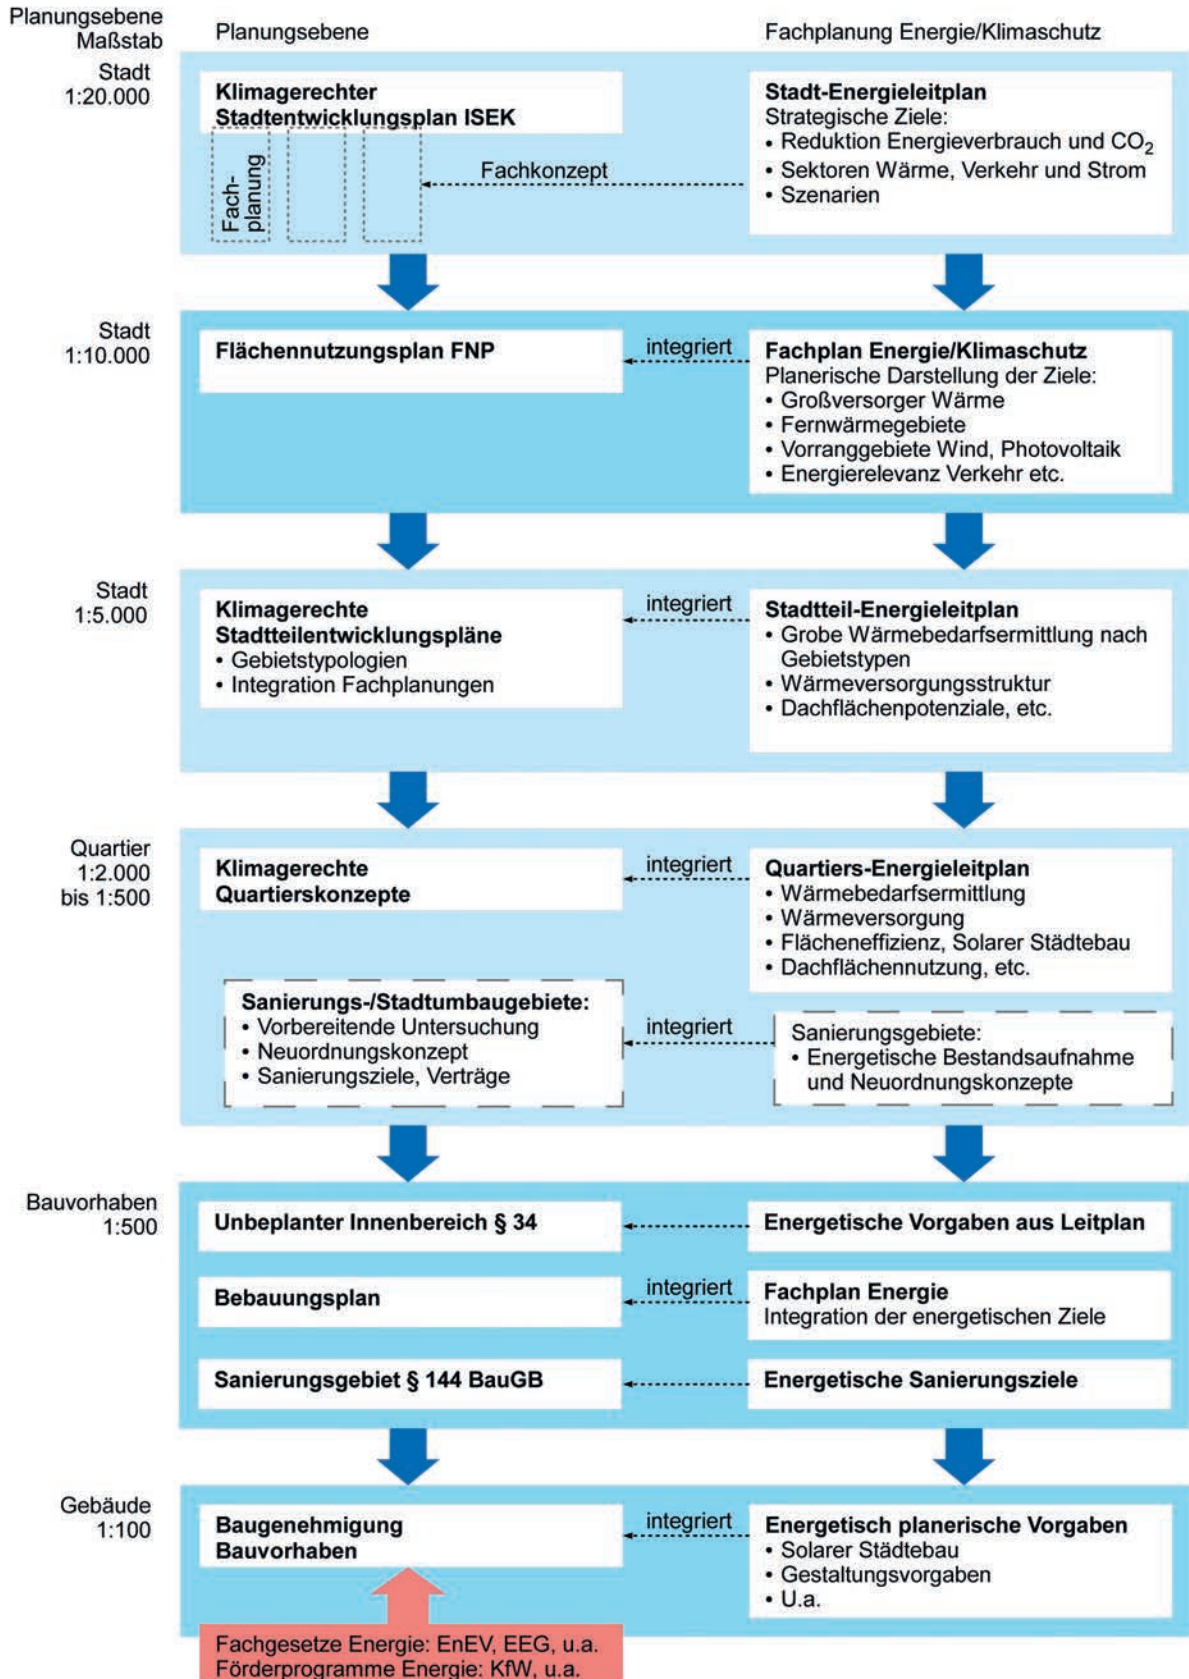 Planungsebene
Maßstab
Planungsebene
Fachplanung Energie/Klimaschutz
Stadt
1:20.000
Klimagerechter
Stadtentwicklungsplan ISEK
Fach-
planung
Fachkonzept
Stadt-Energieleitplan
Strategische Ziele:
• Reduktion Energieverbrauch und CO₂
• Sektoren Wärme, Verkehr und Strom
• Szenarien
Stadt
1:10.000
Flächennutzungsplan FNP
integriert
Fachplan Energie/Klimaschutz
Planerische Darstellung der Ziele:
• Großversorger Wärme
• Fernwärmegebiete
• Vorranggebiete Wind, Photovoltaik
• Energierelevanz Verkehr etc.
Stadt
1:5.000
Klimagerechte
Stadtteilentwicklungspläne
• Gebietstypologien
• Integration Fachplanungen
integriert
Stadtteil-Energieleitplan
• Grobe Wärmebedarfsermittlung nach
Gebietstypen
• Wärmeversorgungsstruktur
• Dachflächenpotenziale, etc.
Quartier
1:2.000
bis 1:500
Klimagerechte
Quartierskonzepte
integriert
Quartiers-Energieleitplan
• Wärmebedarfsermittlung
• Wärmeversorgung
• Flächeneffizienz, Solarer Städtebau
• Dachflächennutzung, etc.
Sanierungs-/Stadtumbaugebiete:
• Vorbereitende Untersuchung
• Neuordnungskonzept
• Sanierungsziele, Verträge
integriert
Sanierungsgebiete:
• Energetische Bestandsaufnahme
und Neuordnungskonzepte
Bauvorhaben
1:500
Unbeplanter Innenbereich § 34
Energetische Vorgaben aus Leitplan
Bebauungsplan
integriert
Fachplan Energie
Integration der energetischen Ziele
Sanierungsgebiet § 144 BauGB
Energetische Sanierungsziele
Gebäude
1:100
Baugenehmigung
Bauvorhaben
integriert
Energetisch planerische Vorgaben
• Solarer Städtebau
• Gestaltungsvorgaben
• U.a.
Fachgesetze Energie: EnEV, EEG, u.a.
Förderprogramme Energie: KfW, u.a.